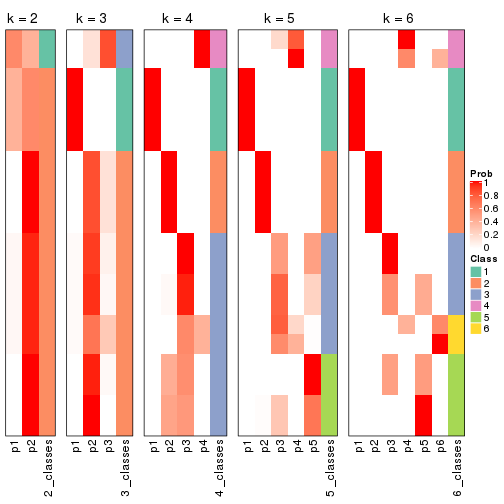 k = 2
k = 3
k = 4
k = 5
k = 6
Prob
1
0.8
0.6
0.4
0.2
0
Class
1
2
3
4
5
6
p1
p2
2_classes
p1
p2
p3
3_classes
p1
p2
p3
p4
4_classes
p1
p2
p3
p4
p5
5_classes
p1
p2
p3
p4
p5
p6
6_classes